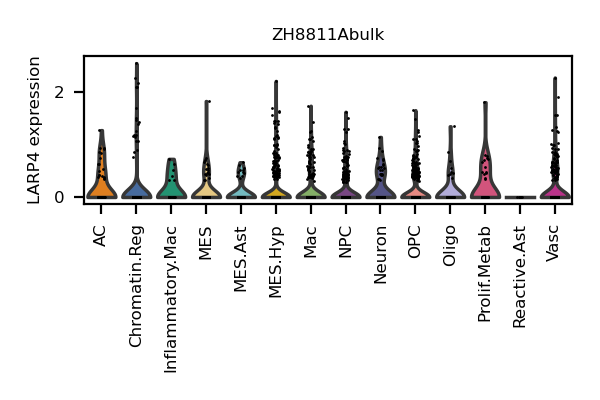 ZH8811Abulk
LARP4 expression
2
0
AC
Chromatin.Reg
Inflammatory.Mac
MES
MES.Ast
MES.Hyp
Mac
NPC
Neuron
OPC
Oligo
Prolif.Metab
Reactive.Ast
Vasc